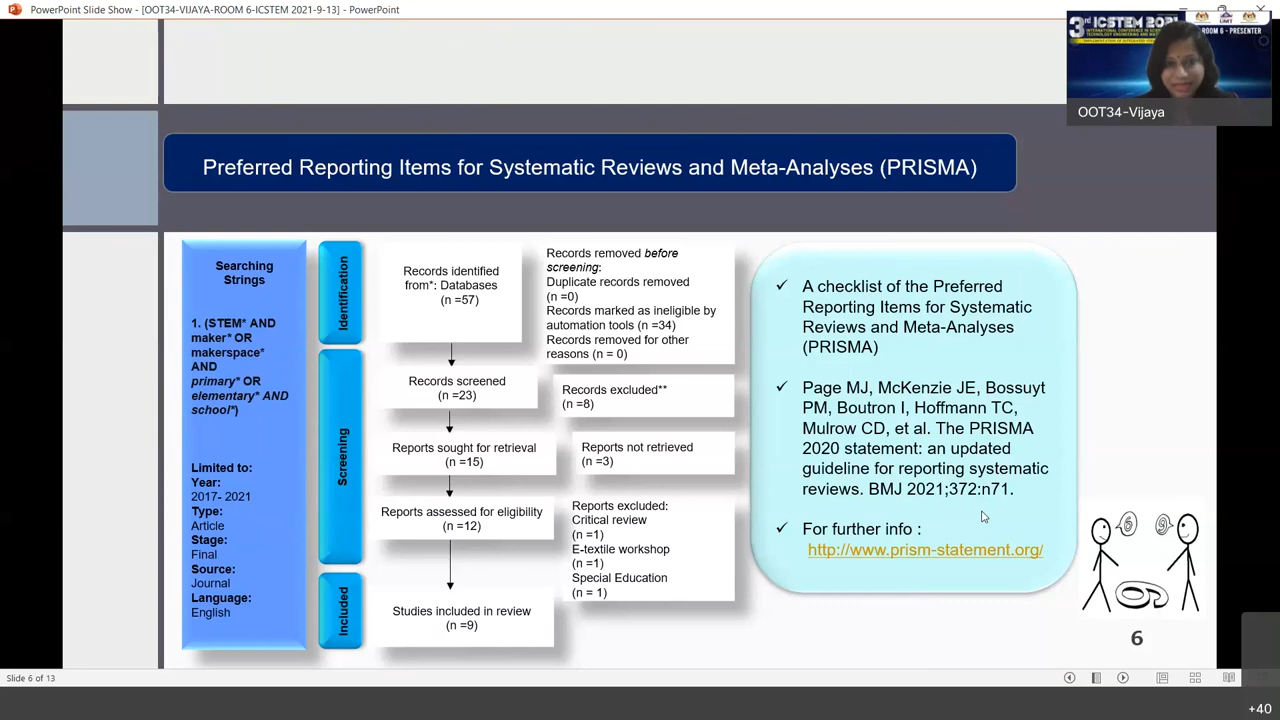 PowerPoint Slide Show - [OOT34-VIJAYA-ROOM 6-ICSTEM 2021-9-13] - PowerPoint
3rd ICSTEM 2021
ROOM 6 - PRESENTER
OOT34-Vijaya
Preferred Reporting Items for Systematic Reviews and Meta-Analyses (PRISMA)
Searching
Strings
1. (STEM* AND
maker* OR
makerspace*
AND
primary* OR
elementary* AND
school*)
Limited to:
Year:
2017- 2021
Type:
Article
Stage:
Final
Source:
Journal
Language:
English
Identification
Screening
Included
Records identified
from*: Databases
(n =57)
Records removed before
screening:
Duplicate records removed
(n =0)
Records marked as ineligible by
automation tools (n =34)
Records removed for other
reasons (n = 0)
Records screened
(n =23)
Records excluded**
(n =8)
Reports sought for retrieval
(n =15)
Reports not retrieved
(n =3)
Reports assessed for eligibility
(n =12)
Reports excluded:
Critical review
(n =1)
E-textile workshop
(n =1)
Special Education
(n = 1)
Studies included in review
(n =9)
✓ A checklist of the Preferred
Reporting Items for Systematic
Reviews and Meta-Analyses
(PRISMA)
✓ Page MJ, McKenzie JE, Bossuyt
PM, Boutron I, Hoffmann TC,
Mulrow CD, et al. The PRISMA
2020 statement: an updated
guideline for reporting systematic
reviews. BMJ 2021;372:n71.
✓ For further info :
http://www.prism-statement.org/
6 9
6
6
Slide 6 of 13
+40